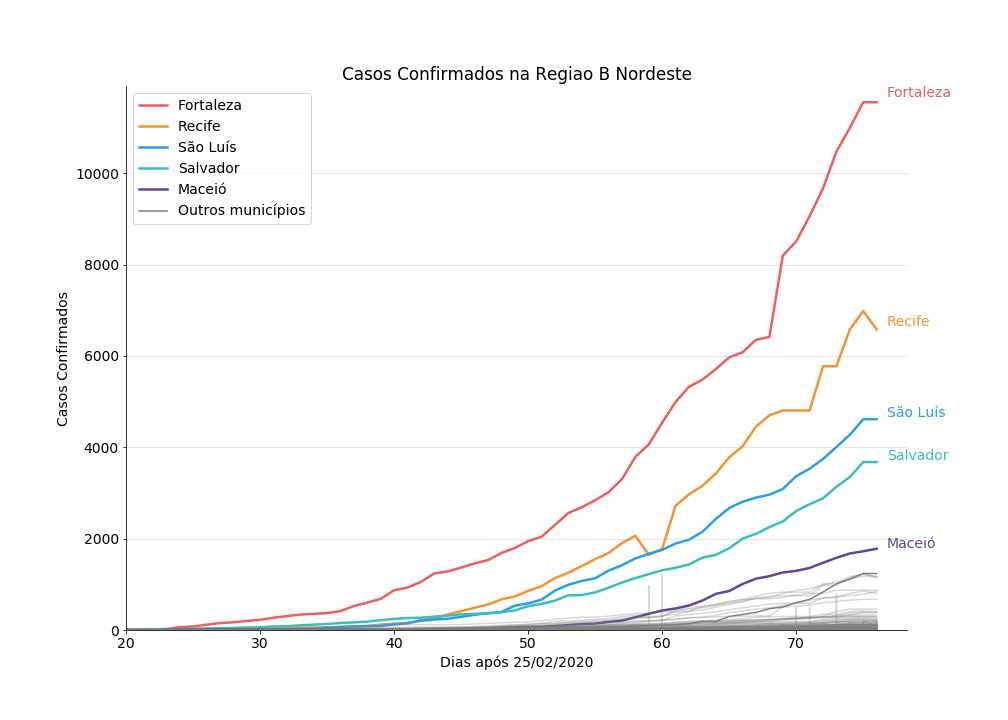 Casos Confirmados na Regiao B Nordeste
Fortaleza
Recife
São Luís
Salvador
Maceió
Outros municípios
Fortaleza
Recife
São Luís
Salvador
Maceió
Casos Confirmados
10000
8000
6000
4000
2000
0
20
30
40
50
60
70
Dias após 25/02/2020